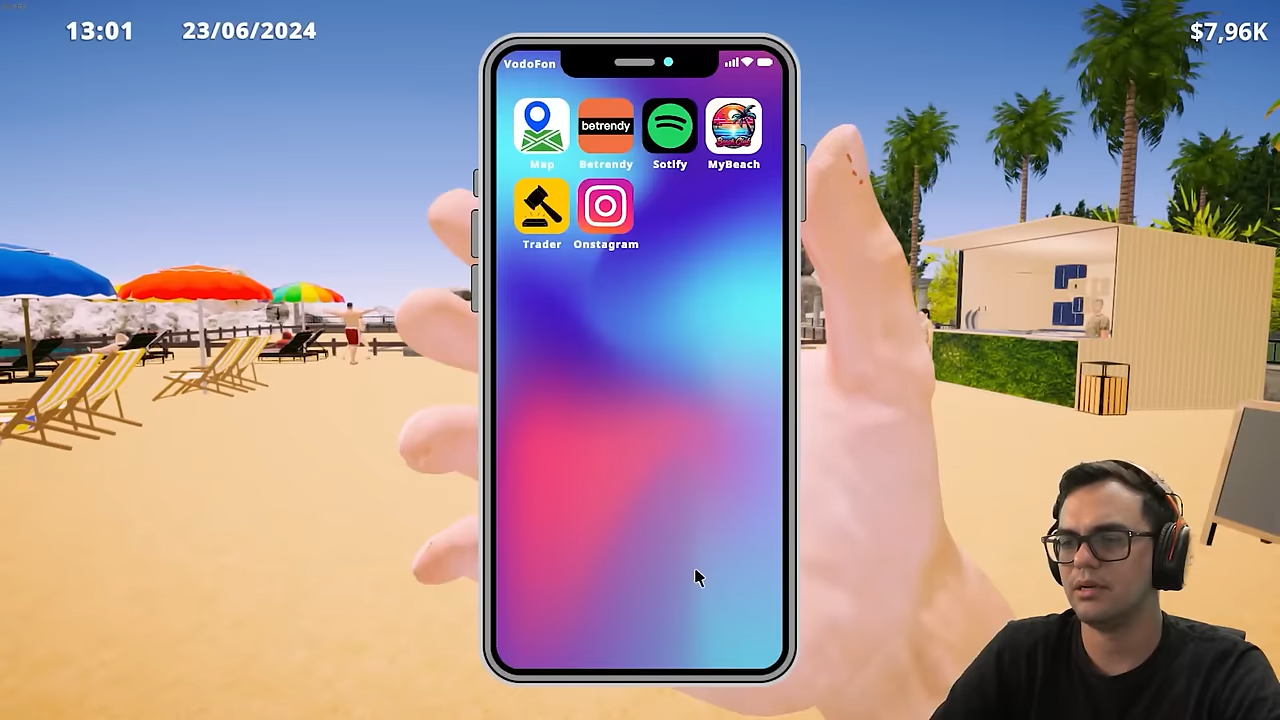 13:01 23/06/2024 $7,96K
VodoFon
betrendy
Map Betrendy Sotify MyBeach
Trader Onstagram